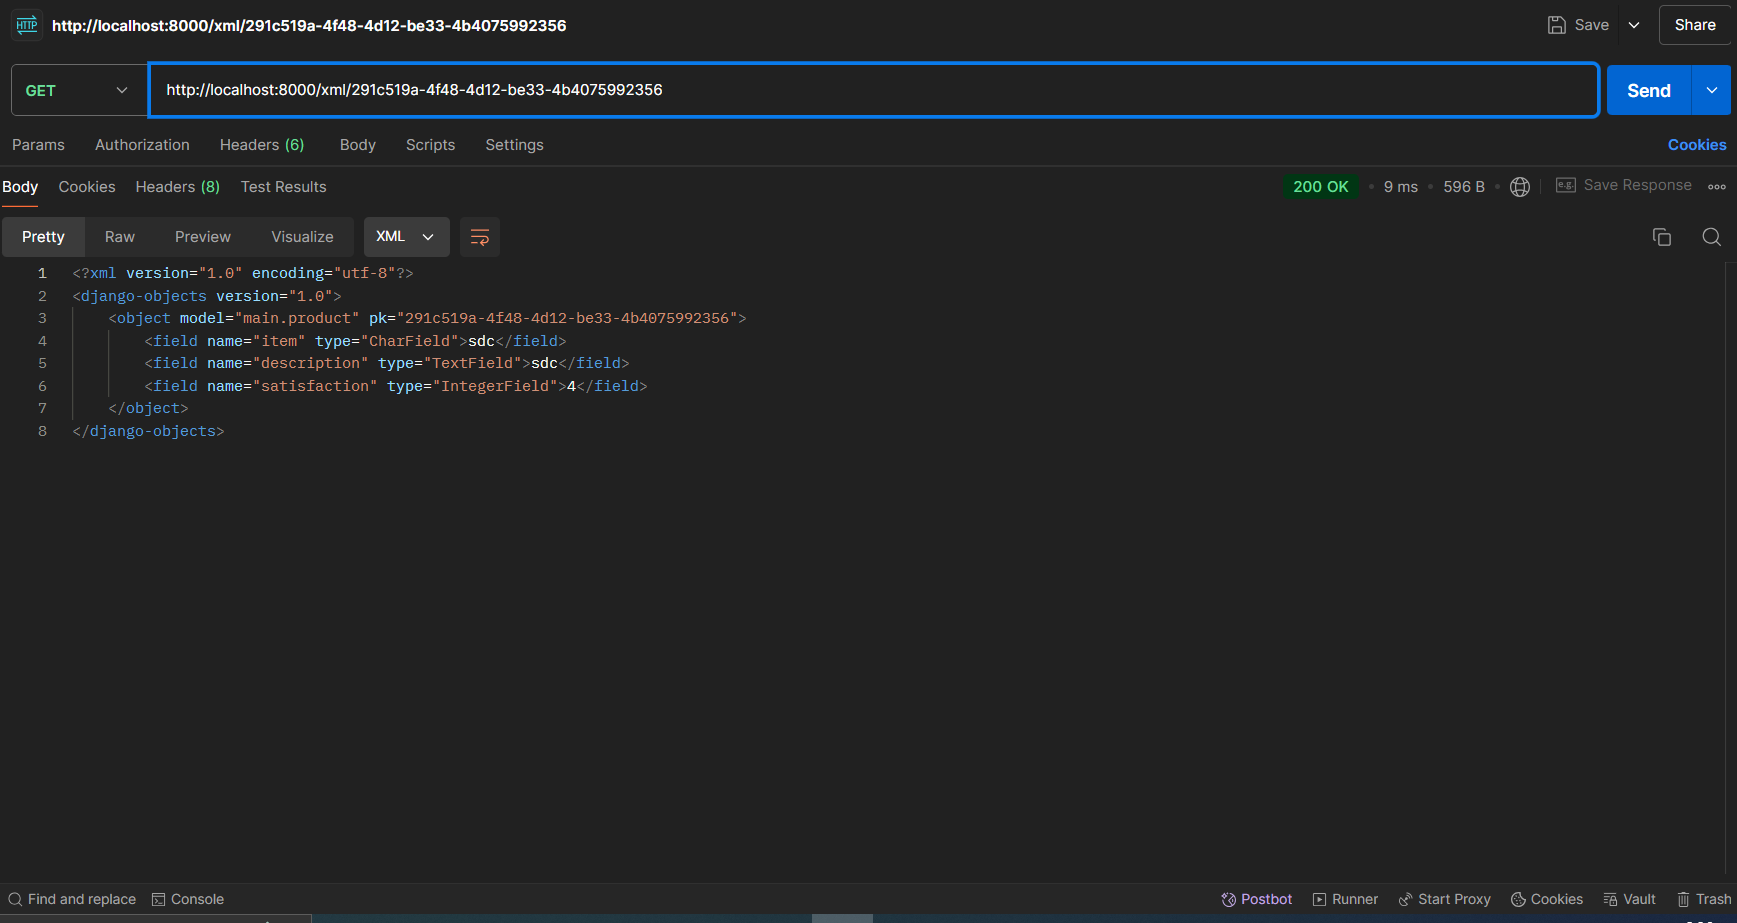 HTTP http://localhost:8000/xml/291c519a-4f48-4d12-be33-4b4075992356 Save Share
GET http://localhost:8000/xml/291c519a-4f48-4d12-be33-4b4075992356 Send
Params Authorization Headers (6) Body Scripts Settings Cookies
Body Cookies Headers (8) Test Results 200 OK • 9 ms • 596 B • e.g. Save Response
Pretty Raw Preview Visualize XML
1 <?xml version="1.0" encoding="utf-8"?>
2 <django-objects version="1.0">
3 <object model="main.product" pk="291c519a-4f48-4d12-be33-4b4075992356">
4 <field name="item" type="CharField">sdc</field>
5 <field name="description" type="TextField">sdc</field>
6 <field name="satisfaction" type="IntegerField">4</field>
7 </object>
8 </django-objects>
Find and replace Console Postbot Runner Start Proxy Cookies Vault Trash